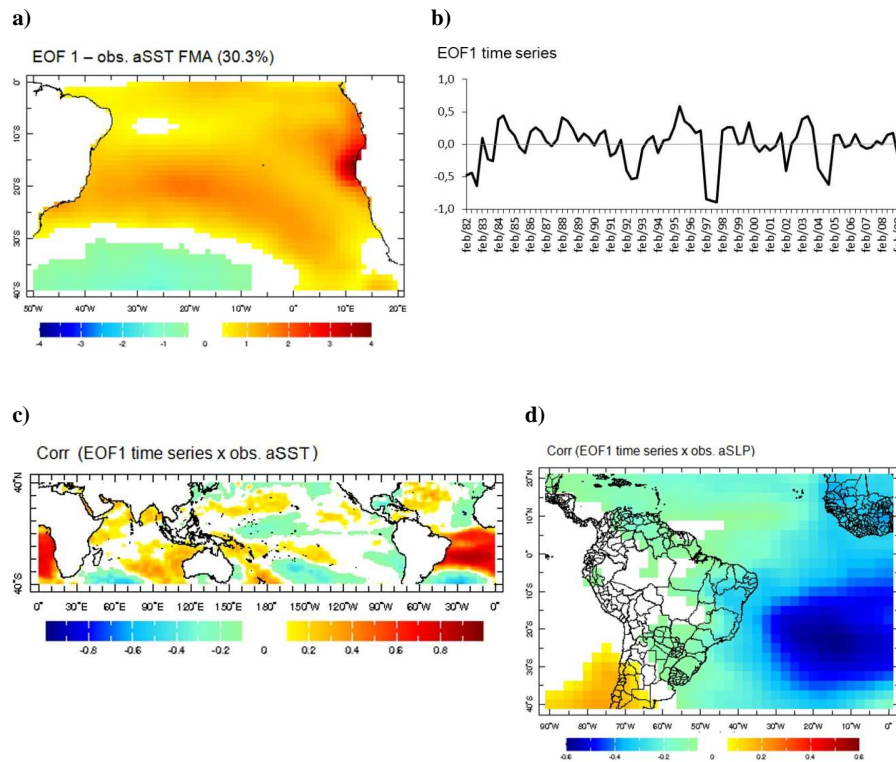 a)
EOF 1 – obs. aSST FMA (30.3%)
0°
10°S
20°S
30°S
40°S
50°W 40°W 30°W 20°W 10°W 0° 10°E 20°E
-4 -3 -2 -1 0 1 2 3 4
b)
EOF1 time series
1,0
0,5
0,0
-0,5
-1,0
feb/82 feb/83 feb/84 feb/85 feb/86 feb/87 feb/88 feb/89 feb/90 feb/91 feb/92 feb/93 feb/94 feb/95 feb/96 feb/97 feb/98 feb/99 feb/00 feb/01 feb/02 feb/03 feb/04 feb/05 feb/06 feb/07 feb/08
c)
Corr (EOF1 time series x obs. aSST)
40°N
0°
40°S
0° 30°E 60°E 90°E 120°E 150°E 180° 150°W 120°W 90°W 60°W 30°W 0°
-0.8 -0.6 -0.4 -0.2 0 0.2 0.4 0.6 0.8
d)
Corr (EOF1 time series x obs. aSLP)
20°N
10°N
0°
10°S
20°S
30°S
40°S
90°W 80°W 70°W 60°W 50°W 40°W 30°W 20°W 10°W 0°
-0.6 -0.4 -0.2 0 0.2 0.4 0.6